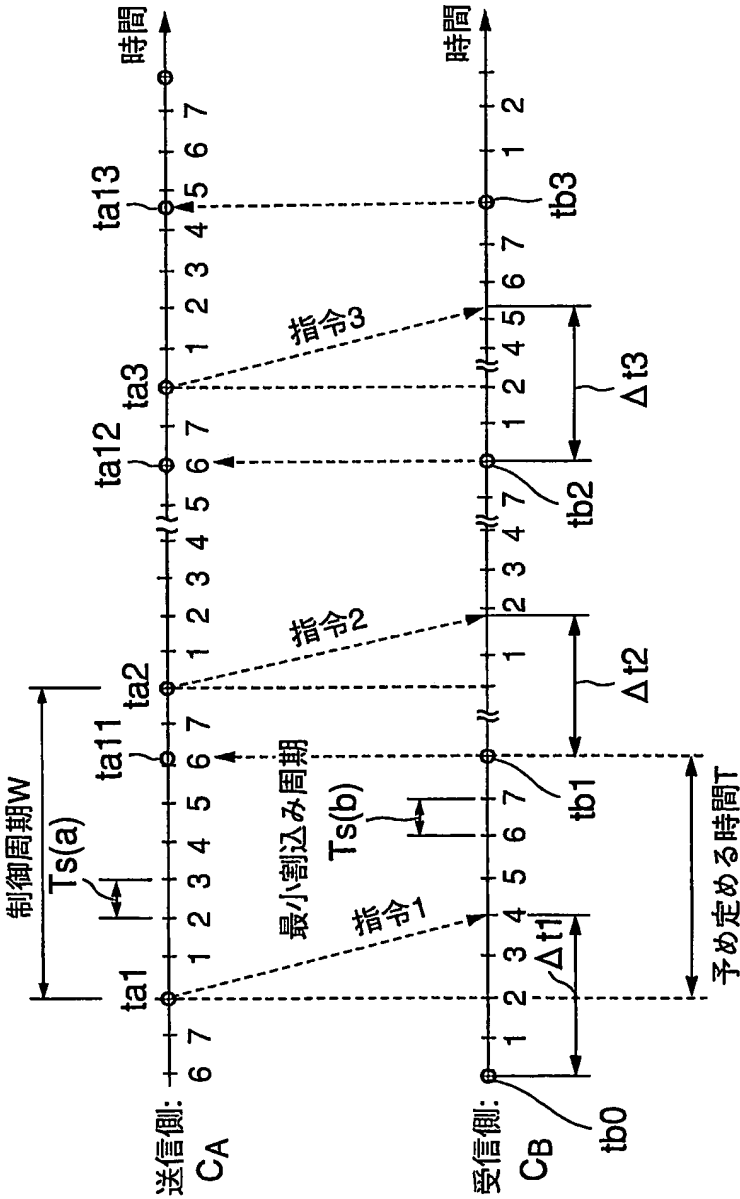 制御周期W
Ts(a)
ta1
ta11
ta2
ta12
ta3
ta13
時間
送信側:
CA
6 7 1 2 3 4 5 6 7 1 2 3 4 5 6 7 1 2 3 4 5 6 7
最小割込み周期
Ts(b)
指令1
指令2
指令3
時間
受信側:
CB
1 2 3 4 5 6 7 1 2 3 4 7 1 2 4 5 6 7 1 2
tb0
tb1
tb2
tb3
Δt1
Δt2
Δt3
予め定める時間T